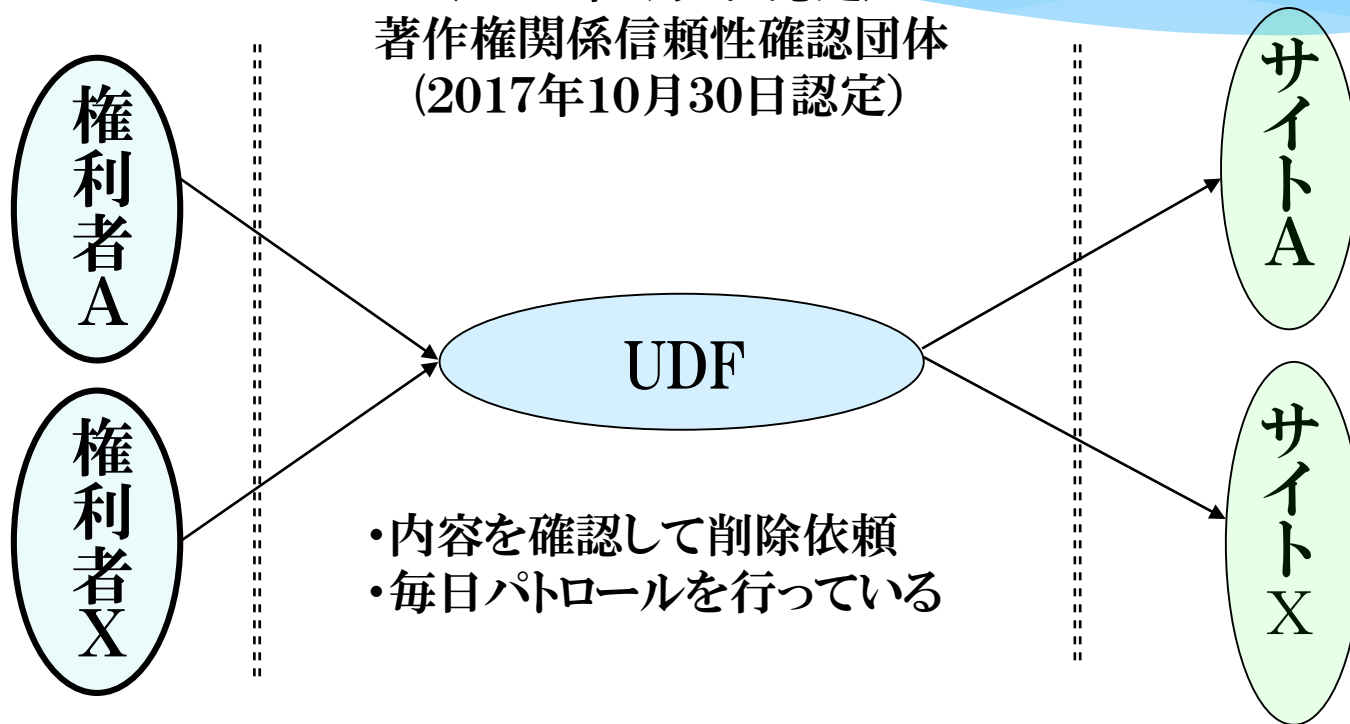 著作権関係信頼性確認団体
(2017年10月30日認定)
権利者A
サイトA
UDF
権利者X
サイトX
・内容を確認して削除依頼
・毎日パトロールを行っている